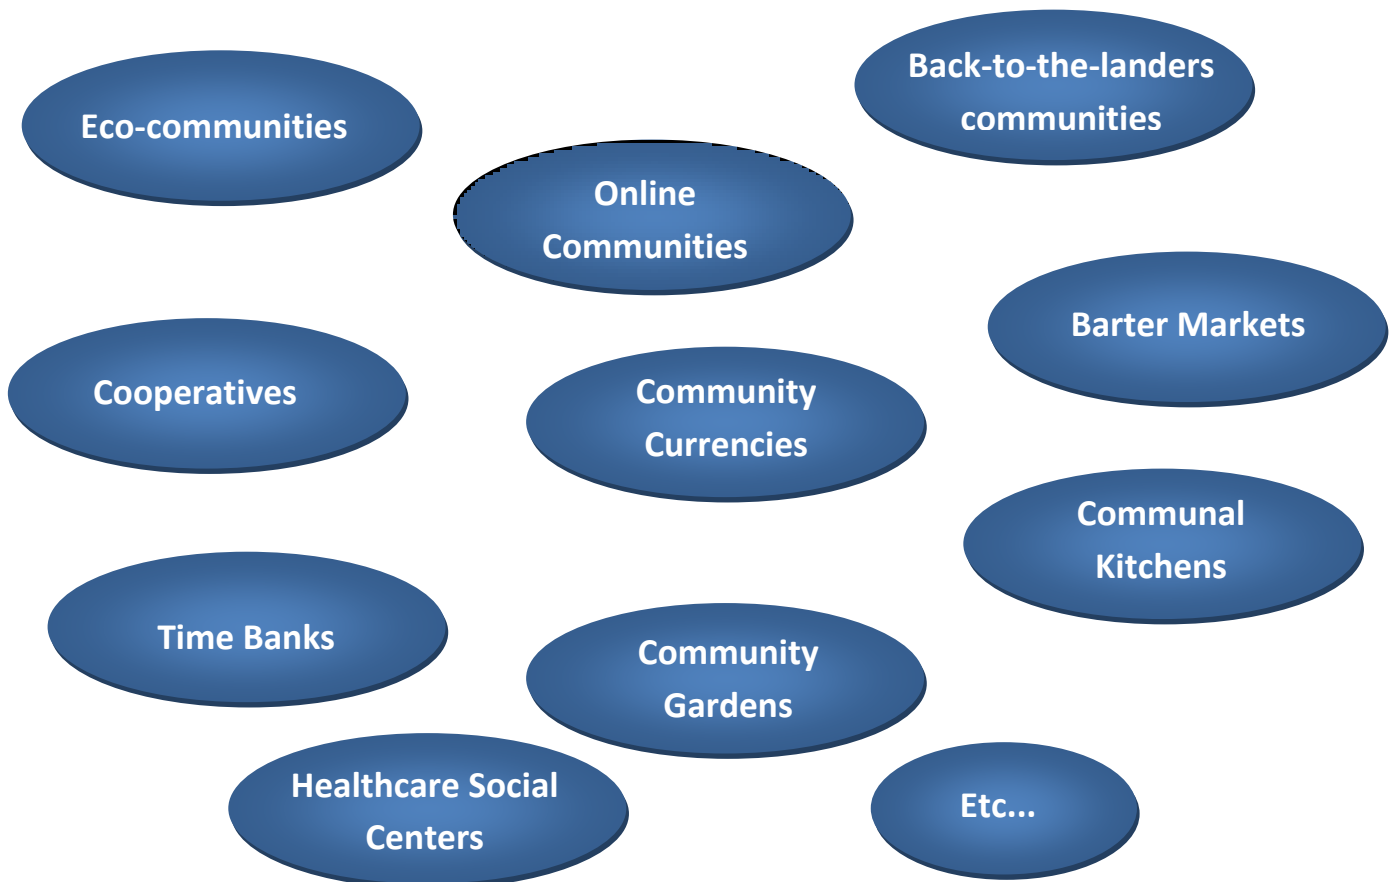 Back-to-the-landers
communities
Eco-communities
Online
Communities
Barter Markets
Cooperatives
Community
Currencies
Communal
Kitchens
Time Banks
Community
Gardens
Healthcare Social
Centers
Etc...